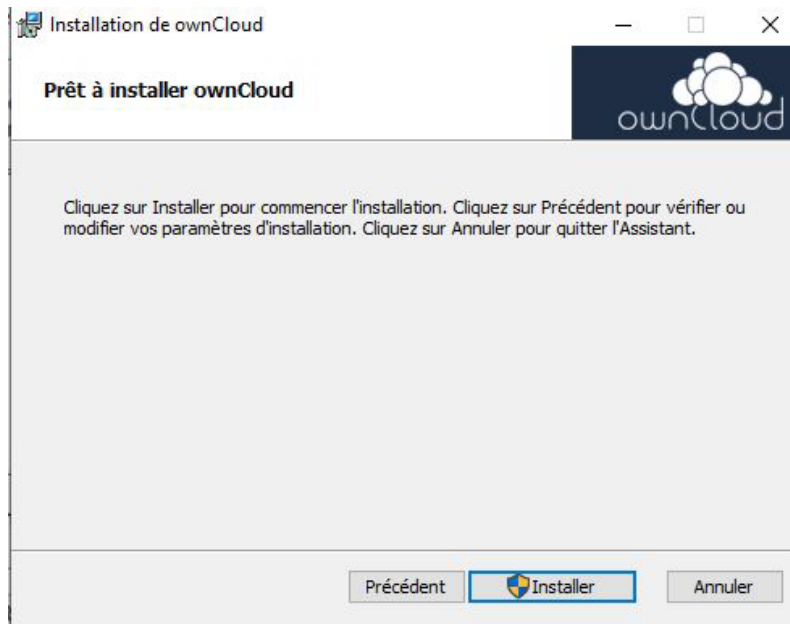 Installation de ownCloud
Prêt à installer ownCloud
ownCloud
Cliquez sur Installer pour commencer l'installation. Cliquez sur Précédent pour vérifier ou
modifier vos paramètres d'installation. Cliquez sur Annuler pour quitter l'Assistant.
Précédent Installer Annuler